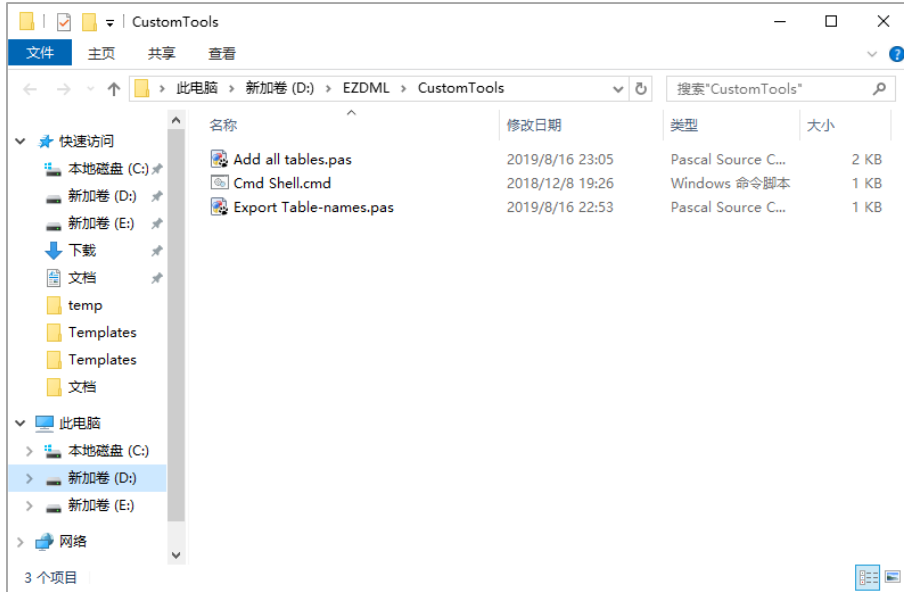 CustomTools
文件 主页 共享 查看
此电脑 › 新加卷 (D:) › EZDML › CustomTools 搜索"CustomTools"
名称 修改日期 类型 大小
Add all tables.pas 2019/8/16 23:05 Pascal Source C... 2 KB
Cmd Shell.cmd 2018/12/8 19:26 Windows 命令脚本 1 KB
Export Table-names.pas 2019/8/16 22:53 Pascal Source C... 1 KB
快速访问
本地磁盘 (C:)
新加卷 (D:)
新加卷 (E:)
下载
文档
temp
Templates
Templates
文档
此电脑
本地磁盘 (C:)
新加卷 (D:)
新加卷 (E:)
网络
3 个项目